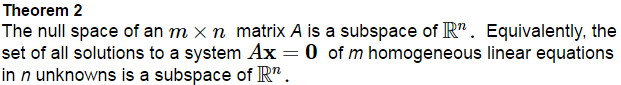 Theorem 2
The null space of an m × n matrix A is a subspace of ℝⁿ. Equivalently, the
set of all solutions to a system Ax = 0 of m homogeneous linear equations
in n unknowns is a subspace of ℝⁿ.